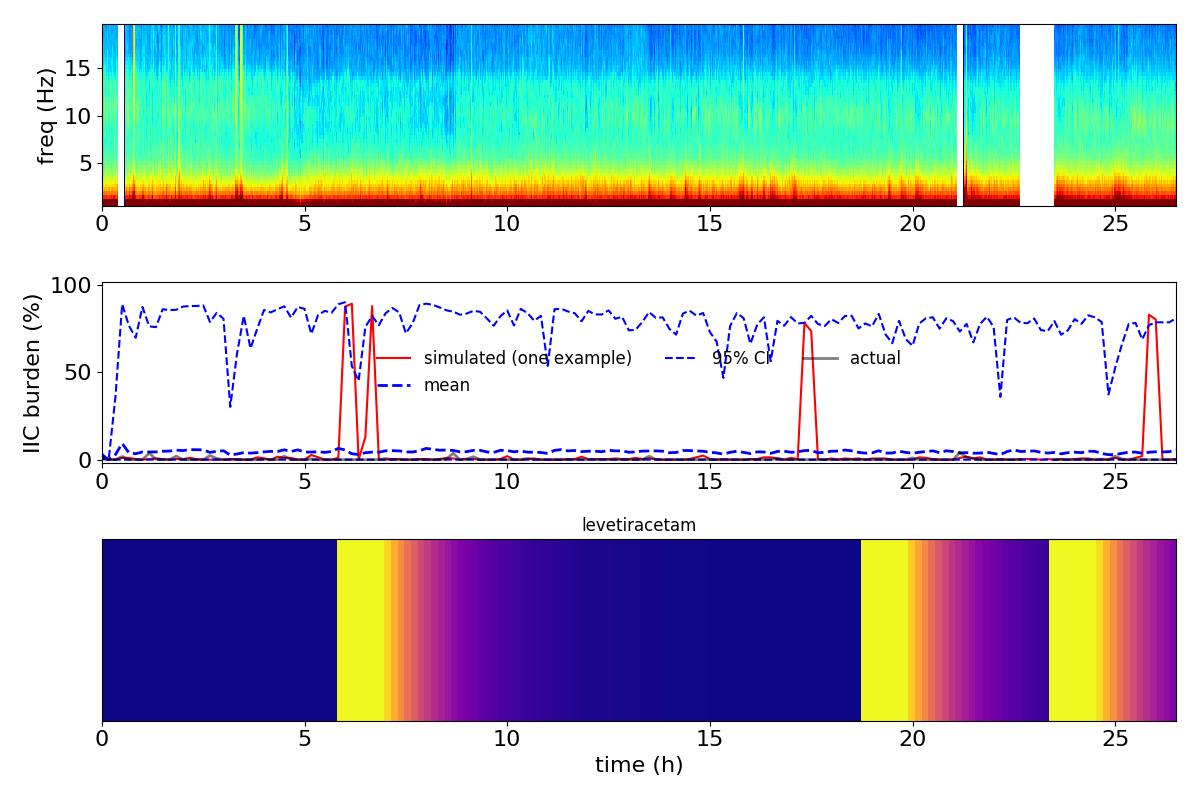 freq (Hz)
15
10
5
0 5 10 15 20 25
IIC burden (%)
100
50
0
simulated (one example) 95% CI actual
mean
0 5 10 15 20 25
levetiracetam
0 5 10 15 20 25
time (h)